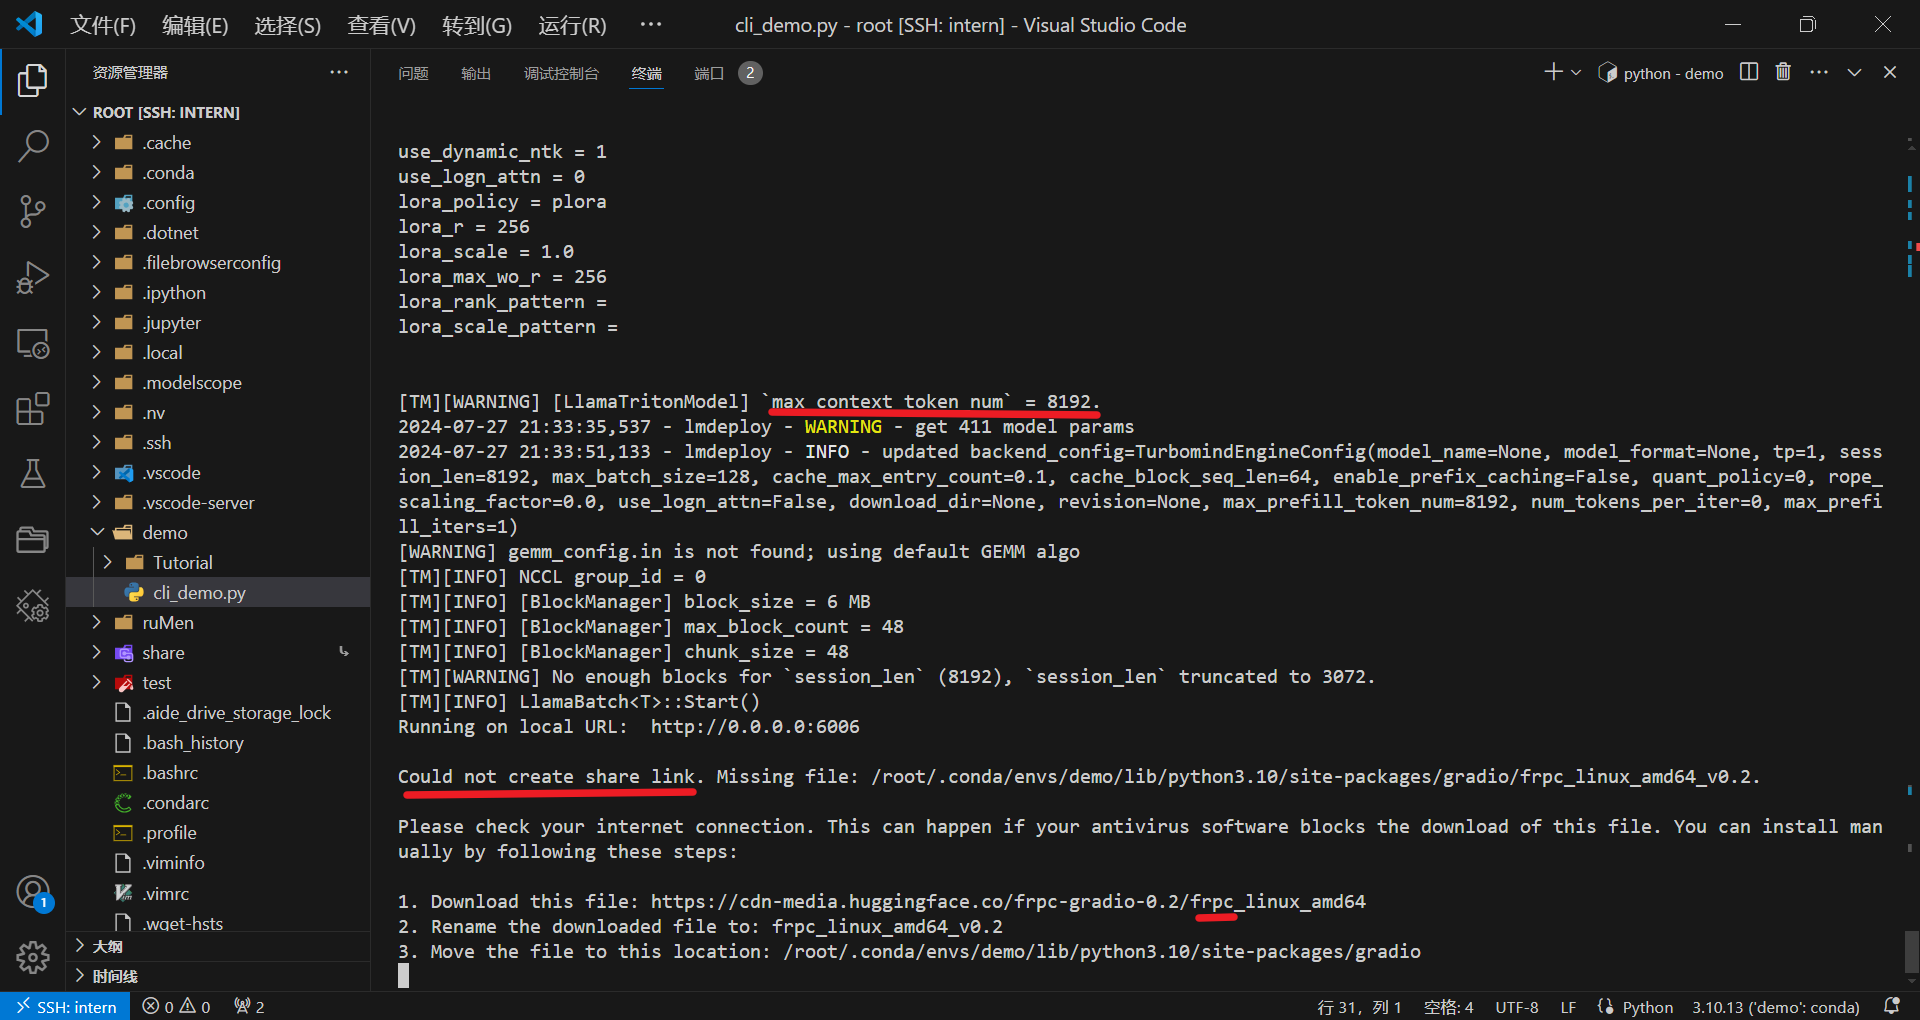 文件(F) 编辑(E) 选择(S) 查看(V) 转到(G) 运行(R) ··· cli_demo.py - root [SSH: intern] - Visual Studio Code
资源管理器 ···
ROOT [SSH: INTERN]
.cache
.conda
.config
.dotnet
.filebrowserconfig
.ipython
.jupyter
.local
.modelscope
.nv
.ssh
.vscode
.vscode-server
demo
Tutorial
cli_demo.py
ruMen
share
test
.aide_drive_storage_lock
.bash_history
.bashrc
.condarc
.profile
.viminfo
.vimrc
.wget-hsts
大纲
时间线
问题 输出 调试控制台 终端 端口 2 python - demo
use_dynamic_ntk = 1
use_logn_attn = 0
lora_policy = plora
lora_r = 256
lora_scale = 1.0
lora_max_wo_r = 256
lora_rank_pattern =
lora_scale_pattern =
[TM][WARNING] [LlamaTritonModel] `max_context_token_num` = 8192.
2024-07-27 21:33:35,537 - lmdeploy - WARNING - get 411 model params
2024-07-27 21:33:51,133 - lmdeploy - INFO - updated backend_config=TurbomindEngineConfig(model_name=None, model_format=None, tp=1, sess
ion_len=8192, max_batch_size=128, cache_max_entry_count=0.1, cache_block_seq_len=64, enable_prefix_caching=False, quant_policy=0, rope_
scaling_factor=0.0, use_logn_attn=False, download_dir=None, revision=None, max_prefill_token_num=8192, num_tokens_per_iter=0, max_prefi
ll_iters=1)
[WARNING] gemm_config.in is not found; using default GEMM algo
[TM][INFO] NCCL group_id = 0
[TM][INFO] [BlockManager] block_size = 6 MB
[TM][INFO] [BlockManager] max_block_count = 48
[TM][INFO] [BlockManager] chunk_size = 48
[TM][WARNING] No enough blocks for `session_len` (8192), `session_len` truncated to 3072.
[TM][INFO] LlamaBatch<T>::Start()
Running on local URL:  http://0.0.0.0:6006
Could not create share link. Missing file: /root/.conda/envs/demo/lib/python3.10/site-packages/gradio/frpc_linux_amd64_v0.2.
Please check your internet connection. This can happen if your antivirus software blocks the download of this file. You can install man
ually by following these steps:
1. Download this file: https://cdn-media.huggingface.co/frpc-gradio-0.2/frpc_linux_amd64
2. Rename the downloaded file to: frpc_linux_amd64_v0.2
3. Move the file to this location: /root/.conda/envs/demo/lib/python3.10/site-packages/gradio
1
SSH: intern 0 0 2 行 31，列 1 空格: 4 UTF-8 LF Python 3.10.13 ('demo': conda)